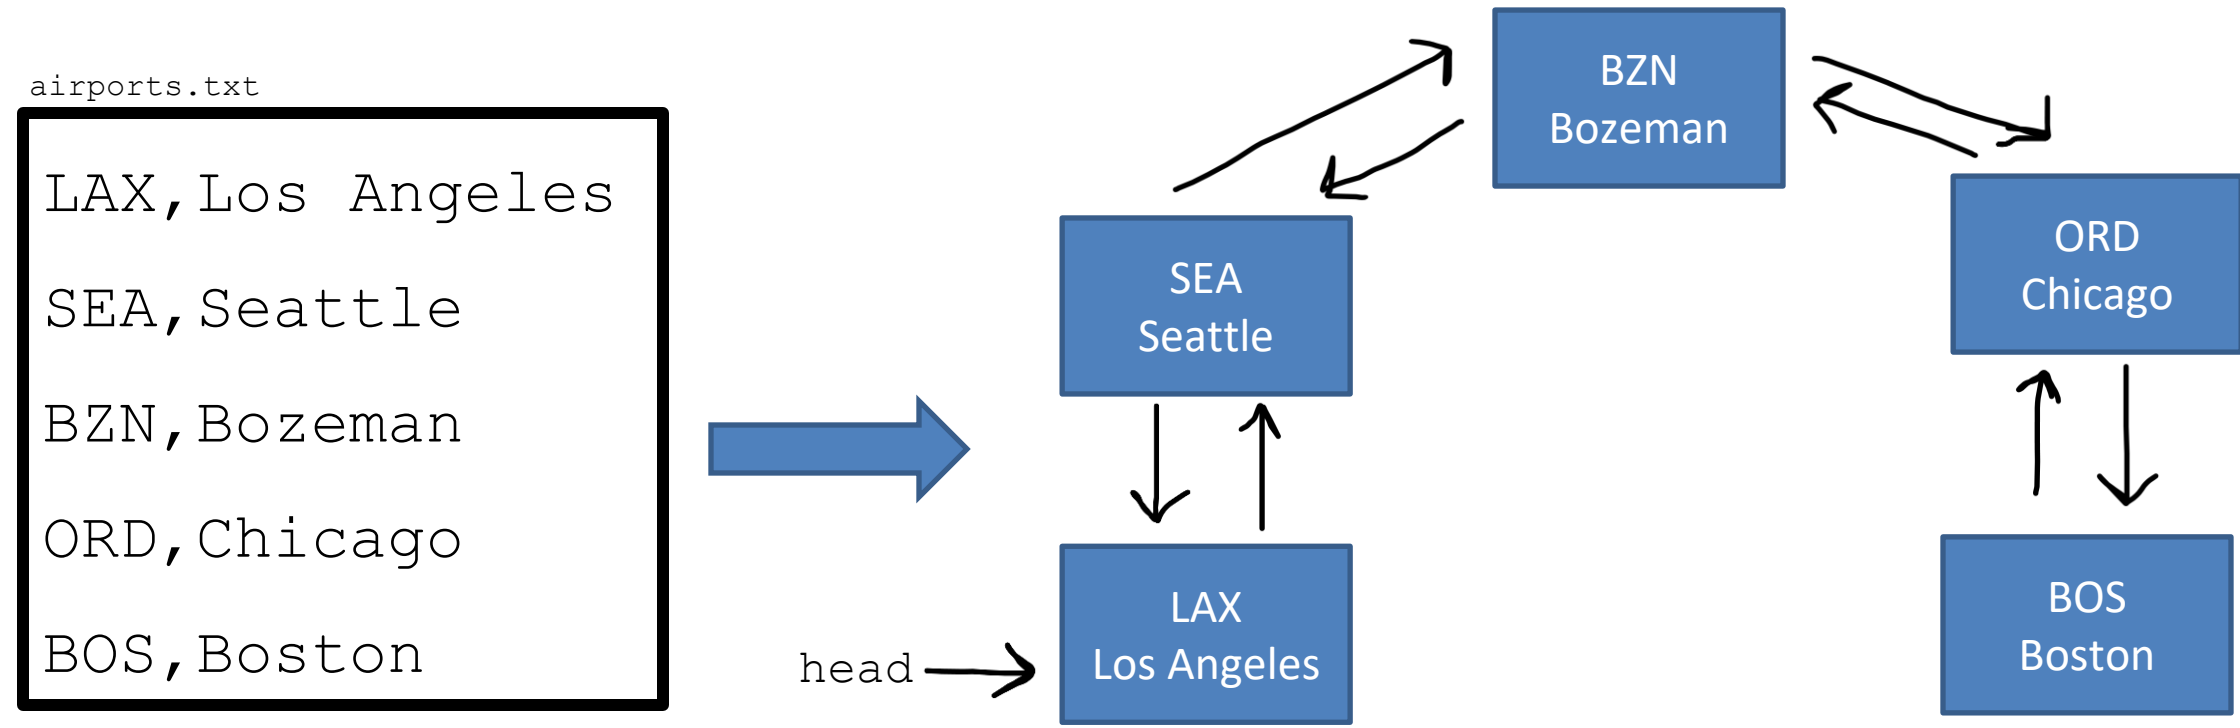 airports.txt
LAX,Los Angeles
SEA,Seattle
BZN,Bozeman
ORD,Chicago
BOS,Boston
BZN
Bozeman
SEA
Seattle
ORD
Chicago
head
LAX
Los Angeles
BOS
Boston